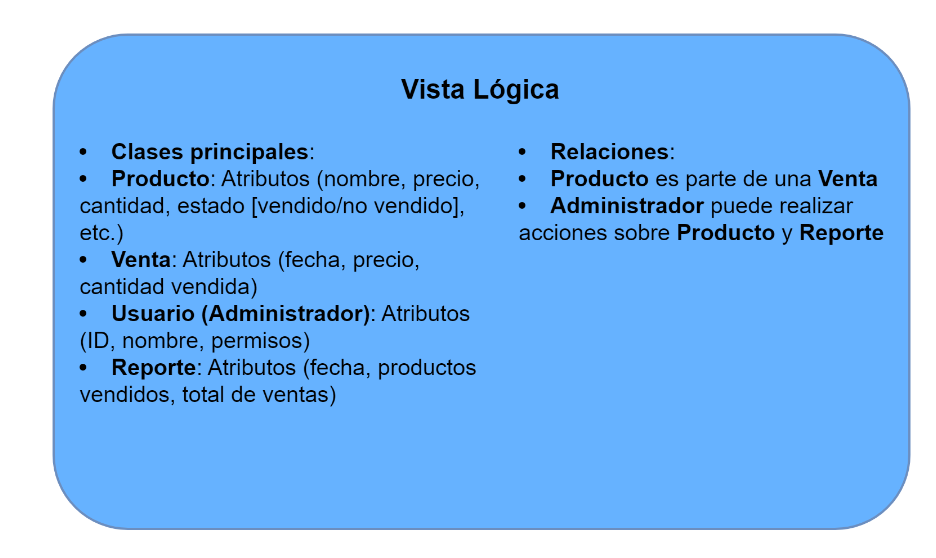 Vista Lógica
• Clases principales:
• Producto: Atributos (nombre, precio,
cantidad, estado [vendido/no vendido],
etc.)
• Venta: Atributos (fecha, precio,
cantidad vendida)
• Usuario (Administrador): Atributos
(ID, nombre, permisos)
• Reporte: Atributos (fecha, productos
vendidos, total de ventas)
• Relaciones:
• Producto es parte de una Venta
• Administrador puede realizar
acciones sobre Producto y Reporte